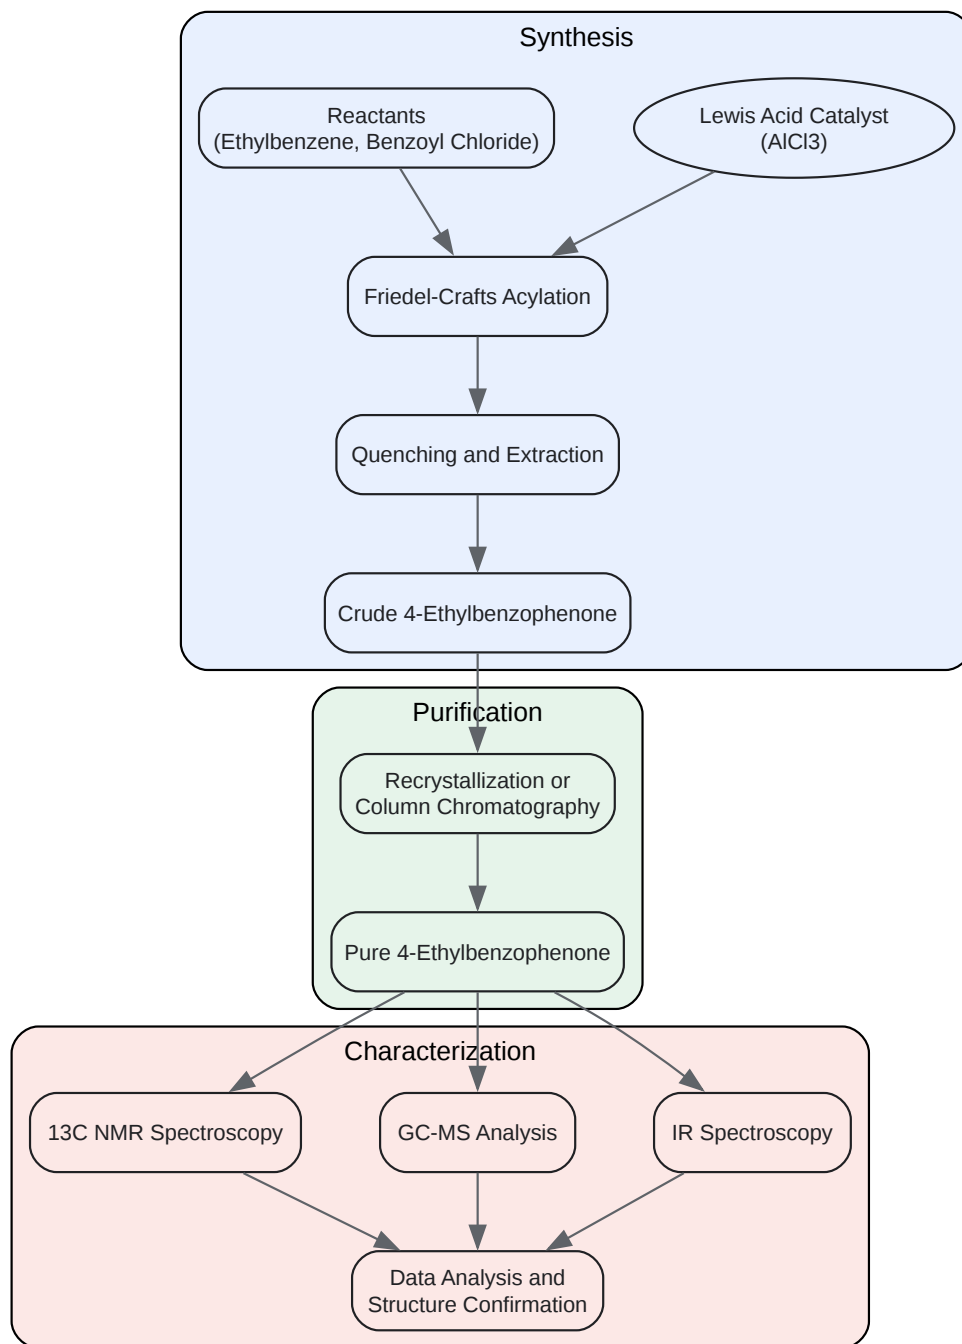 Synthesis
Reactants
(Ethylbenzene, Benzoyl Chloride)
Lewis Acid Catalyst
(AlCl3)
Friedel-Crafts Acylation
Quenching and Extraction
Crude 4-Ethylbenzophenone
Purification
Recrystallization or
Column Chromatography
Pure 4-Ethylbenzophenone
Characterization
13C NMR Spectroscopy
GC-MS Analysis
IR Spectroscopy
Data Analysis and
Structure Confirmation